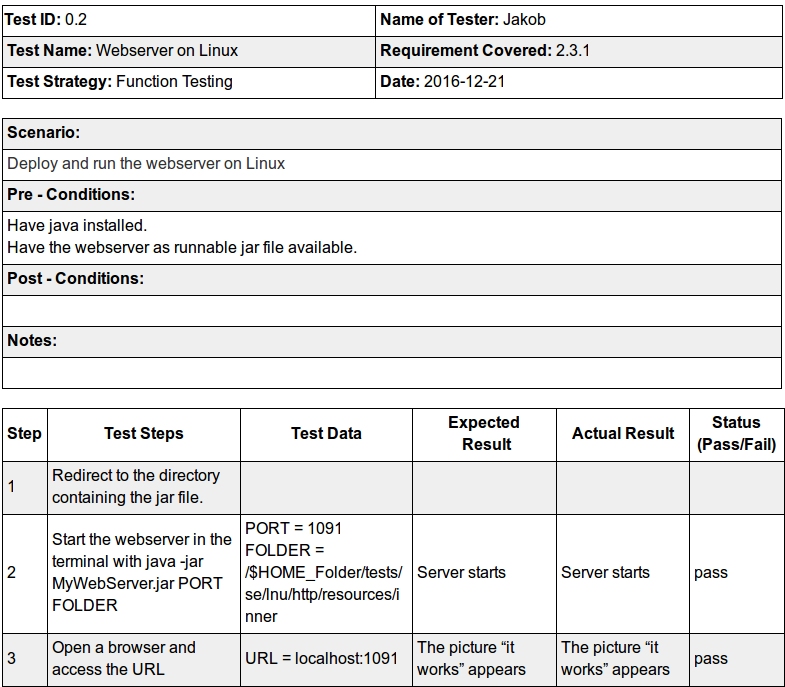 Test ID: 0.2
Name of Tester: Jakob
Test Name: Webserver on Linux
Requirement Covered: 2.3.1
Test Strategy: Function Testing
Date: 2016-12-21
Scenario:
Deploy and run the webserver on Linux
Pre - Conditions:
Have java installed.
Have the webserver as runnable jar file available.
Post - Conditions:
Notes:
Step
Test Steps
Test Data
Expected
Result
Actual Result
Status
(Pass/Fail)
1
Redirect to the directory
containing the jar file.
2
Start the webserver in the
terminal with java -jar
MyWebServer.jar PORT
FOLDER
PORT = 1091
FOLDER =
/$HOME_Folder/tests/
se/lnu/http/resources/i
nner
Server starts
Server starts
pass
3
Open a browser and
access the URL
URL = localhost:1091
The picture “it
works” appears
The picture “it
works” appears
pass